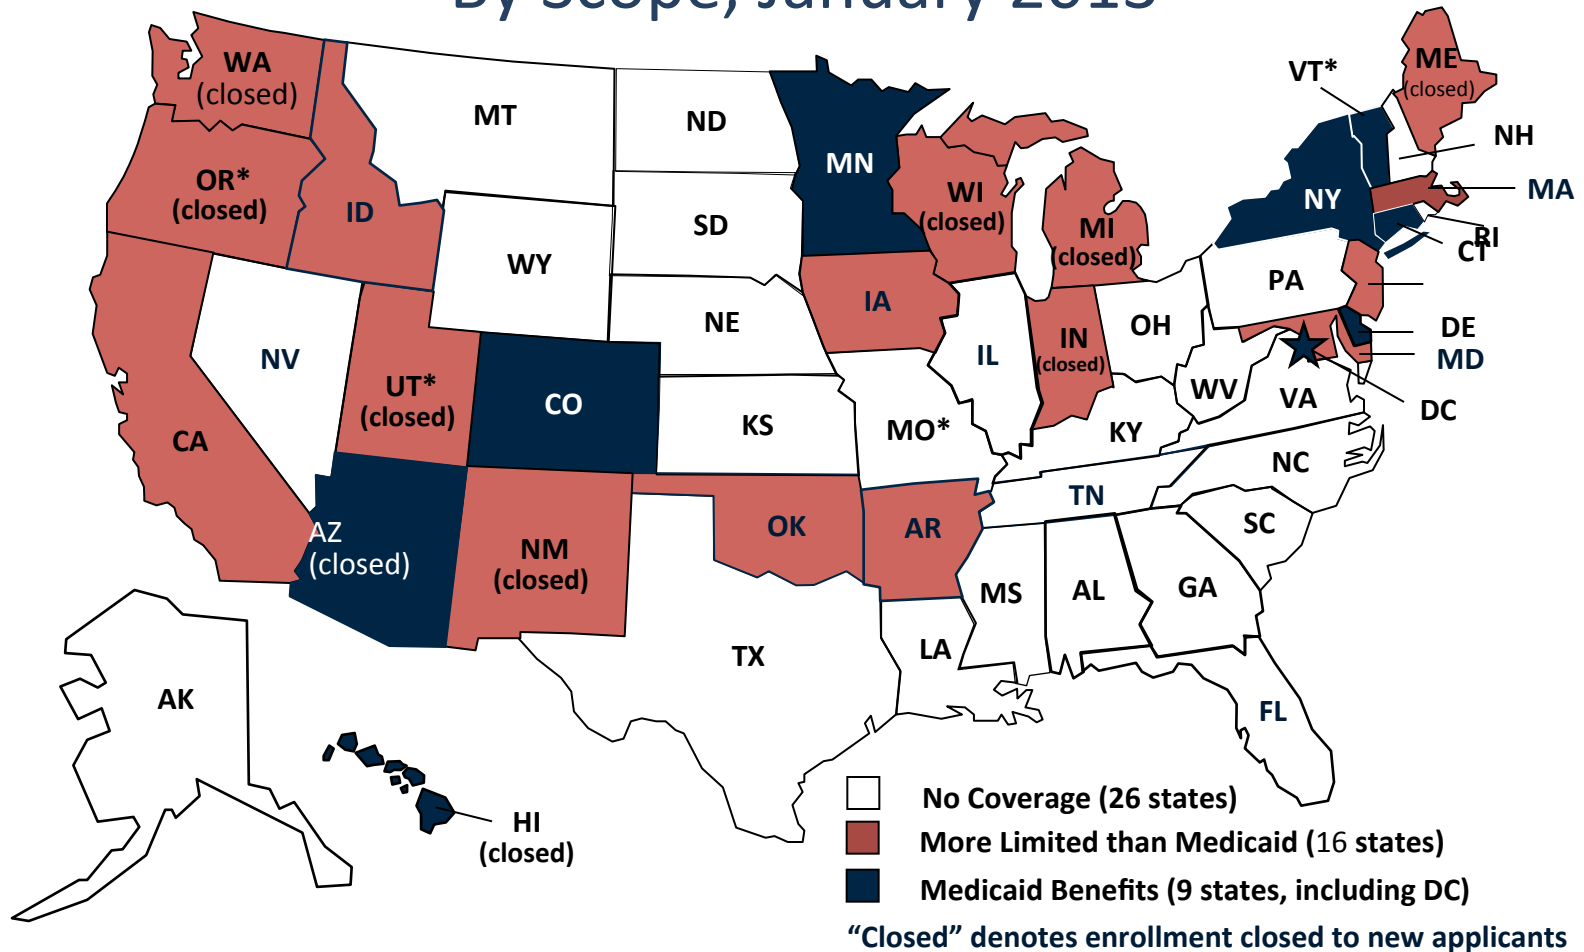 By Scope, January 2013
WA
(closed)
MT
ND
MN
VT*
ME
(closed)
NH
OR*
(closed)
ID
SD
WI
(closed)
MI
(closed)
NY
MA
RI
CT
WY
IA
PA
NE
NV
UT*
(closed)
CO
IL
IN
(closed)
OH
DE
MD
WV
VA
DC
CA
KS
MO*
KY
NC
TN
AZ
(closed)
NM
(closed)
OK
AR
SC
MS
AL
GA
TX
LA
AK
FL
HI
(closed)
No Coverage (26 states)
More Limited than Medicaid (16 states)
Medicaid Benefits (9 states, including DC)
“Closed” denotes enrollment closed to new applicants